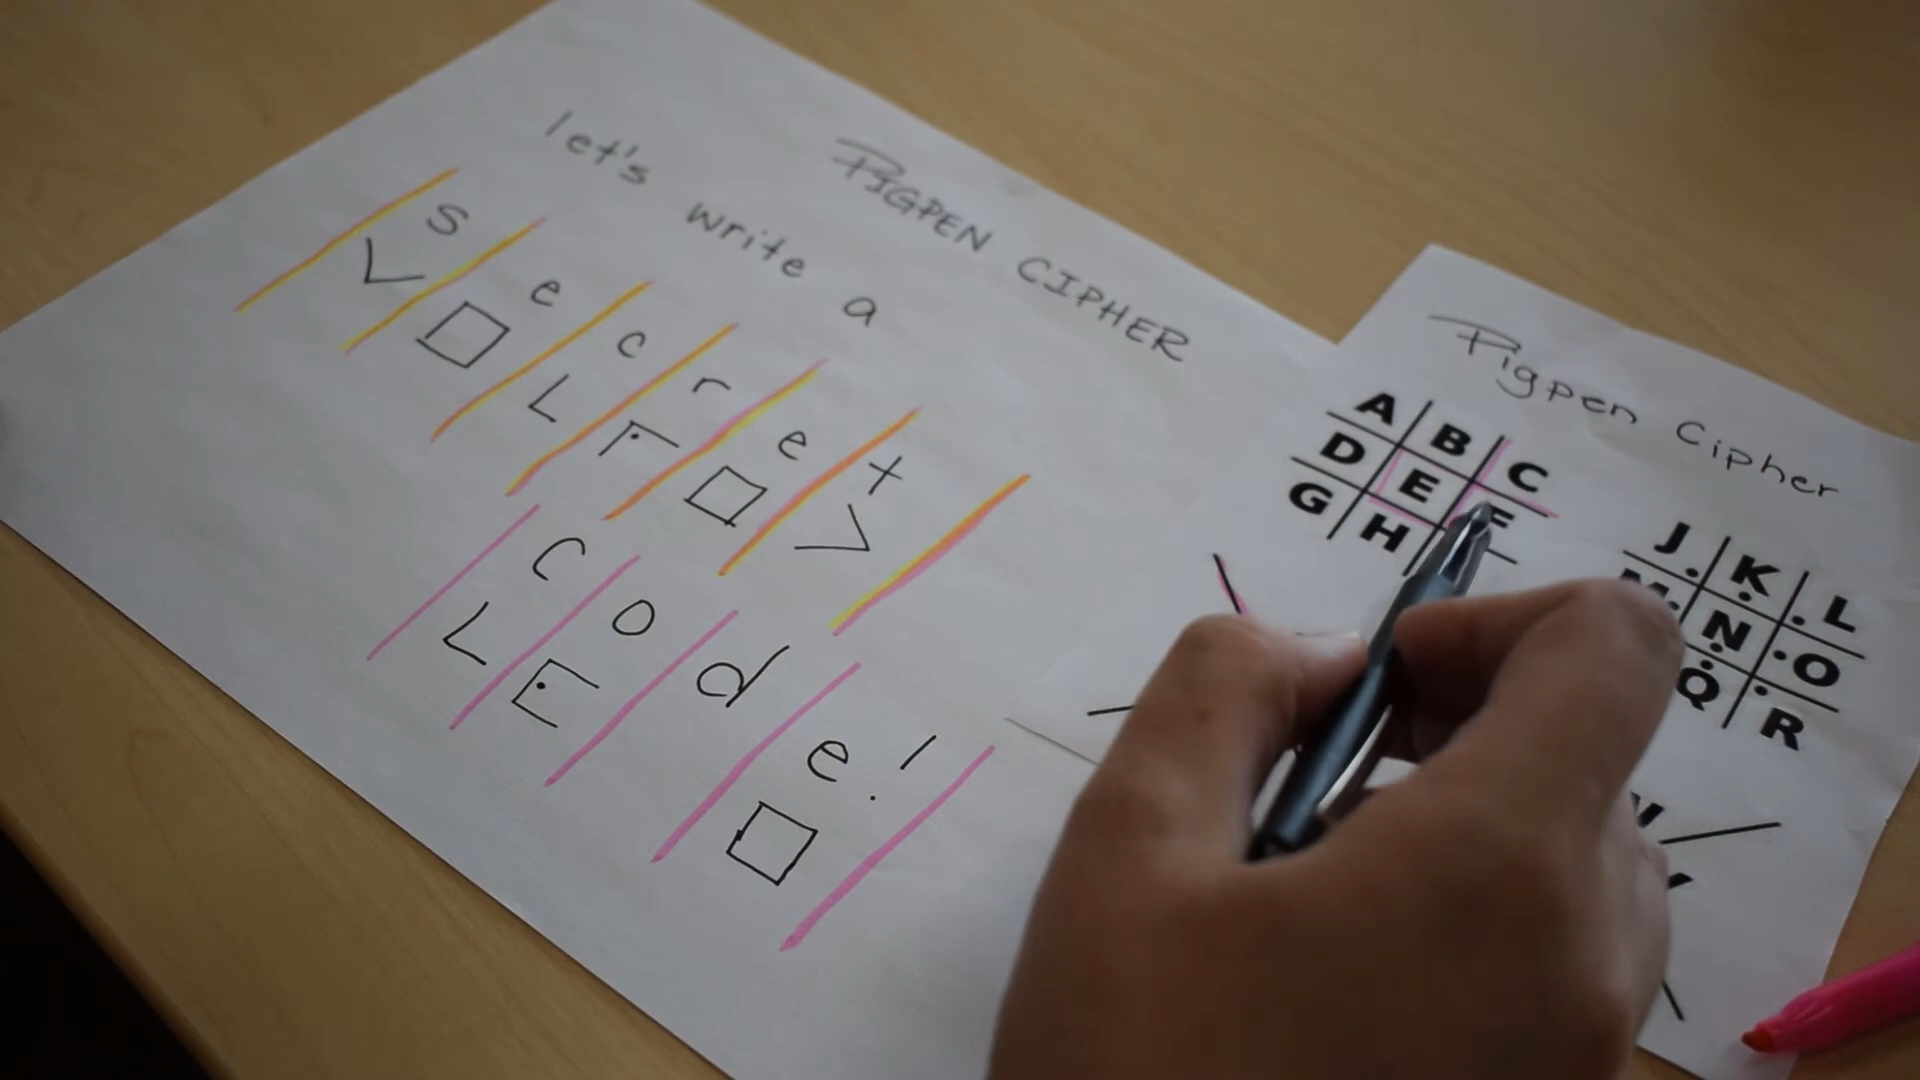 PIGPEN CIPHER
let's write a
s e c r e t
c o d e !
Pigpen Cipher
A B C
D E F
G H
J K L
M N O
Q R